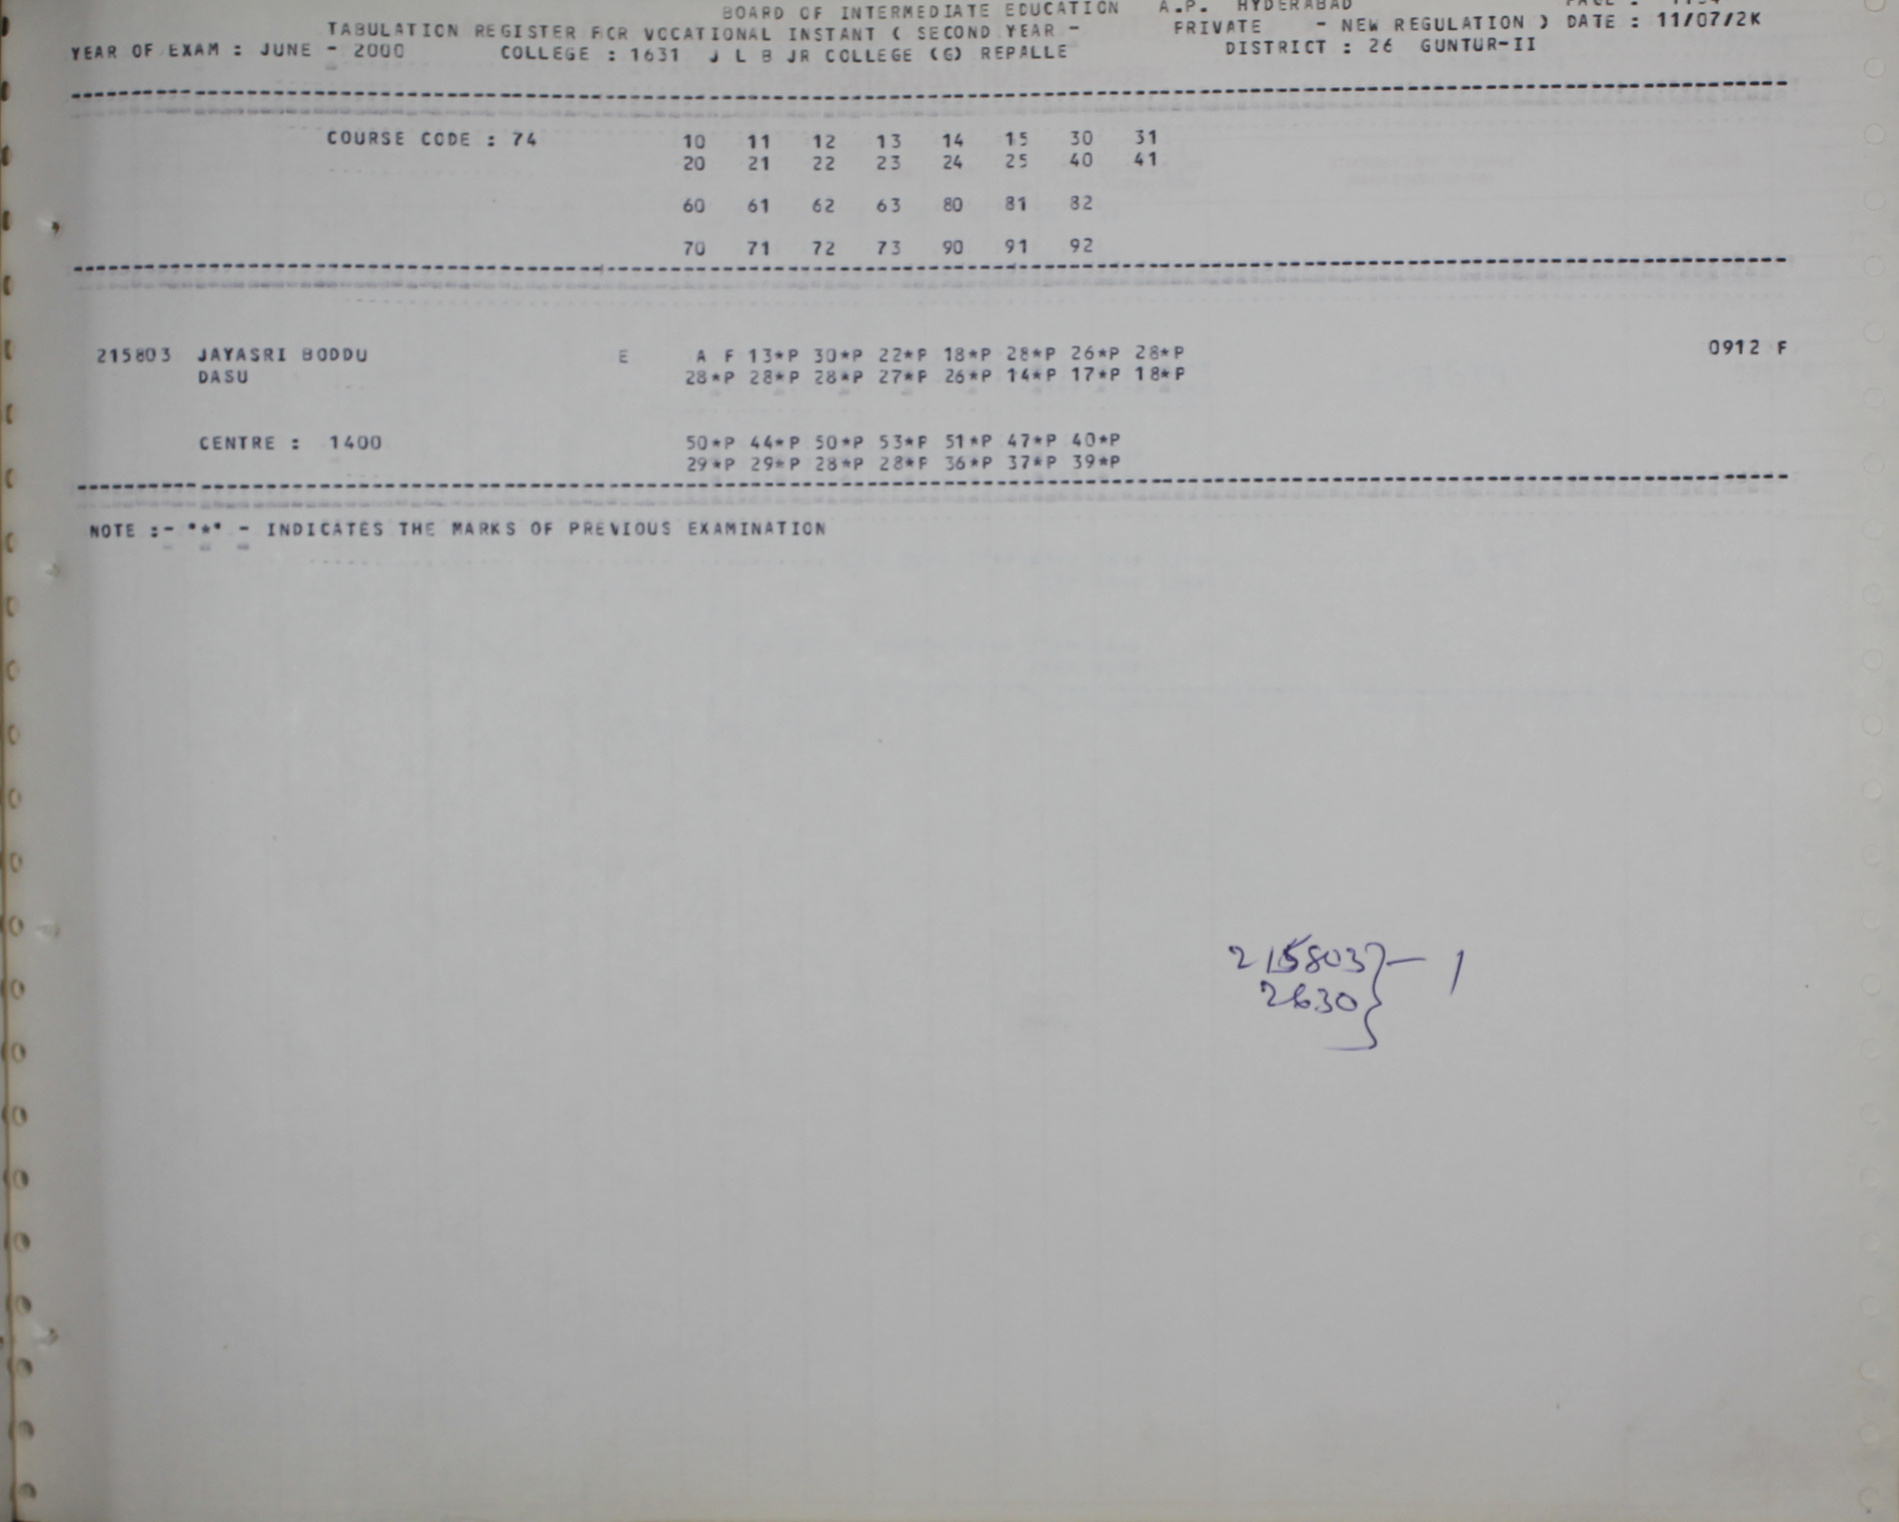 BOARD OF INTERMEDIATE EDUCATION A.P. HYDERABAD
TABULATION REGISTER FOR VOCATIONAL INSTANT ( SECOND YEAR - PRIVATE - NEW REGULATION ) DATE : 11/07/2K
YEAR OF EXAM : JUNE - 2000 COLLEGE : 1631 J L B JR COLLEGE (G) REPALLE DISTRICT : 26 GUNTUR-II
COURSE CODE : 74 10 11 12 13 14 15 30 31
20 21 22 23 24 25 40 41
60 61 62 63 80 81 82
70 71 72 73 90 91 92
215803 JAYASRI BODDU E A F 13*P 30*P 22*P 18*P 28*P 26*P 28*P 0912 F
DASU 28*P 28*P 28*P 27*P 26*P 14*P 17*P 18*P
CENTRE : 1400 50*P 44*P 50*P 53*P 51*P 47*P 40*P
29*P 29*P 28*P 28*P 36*P 37*P 39*P
NOTE :- "*" - INDICATES THE MARKS OF PREVIOUS EXAMINATION
215803 } - 1
2630 }